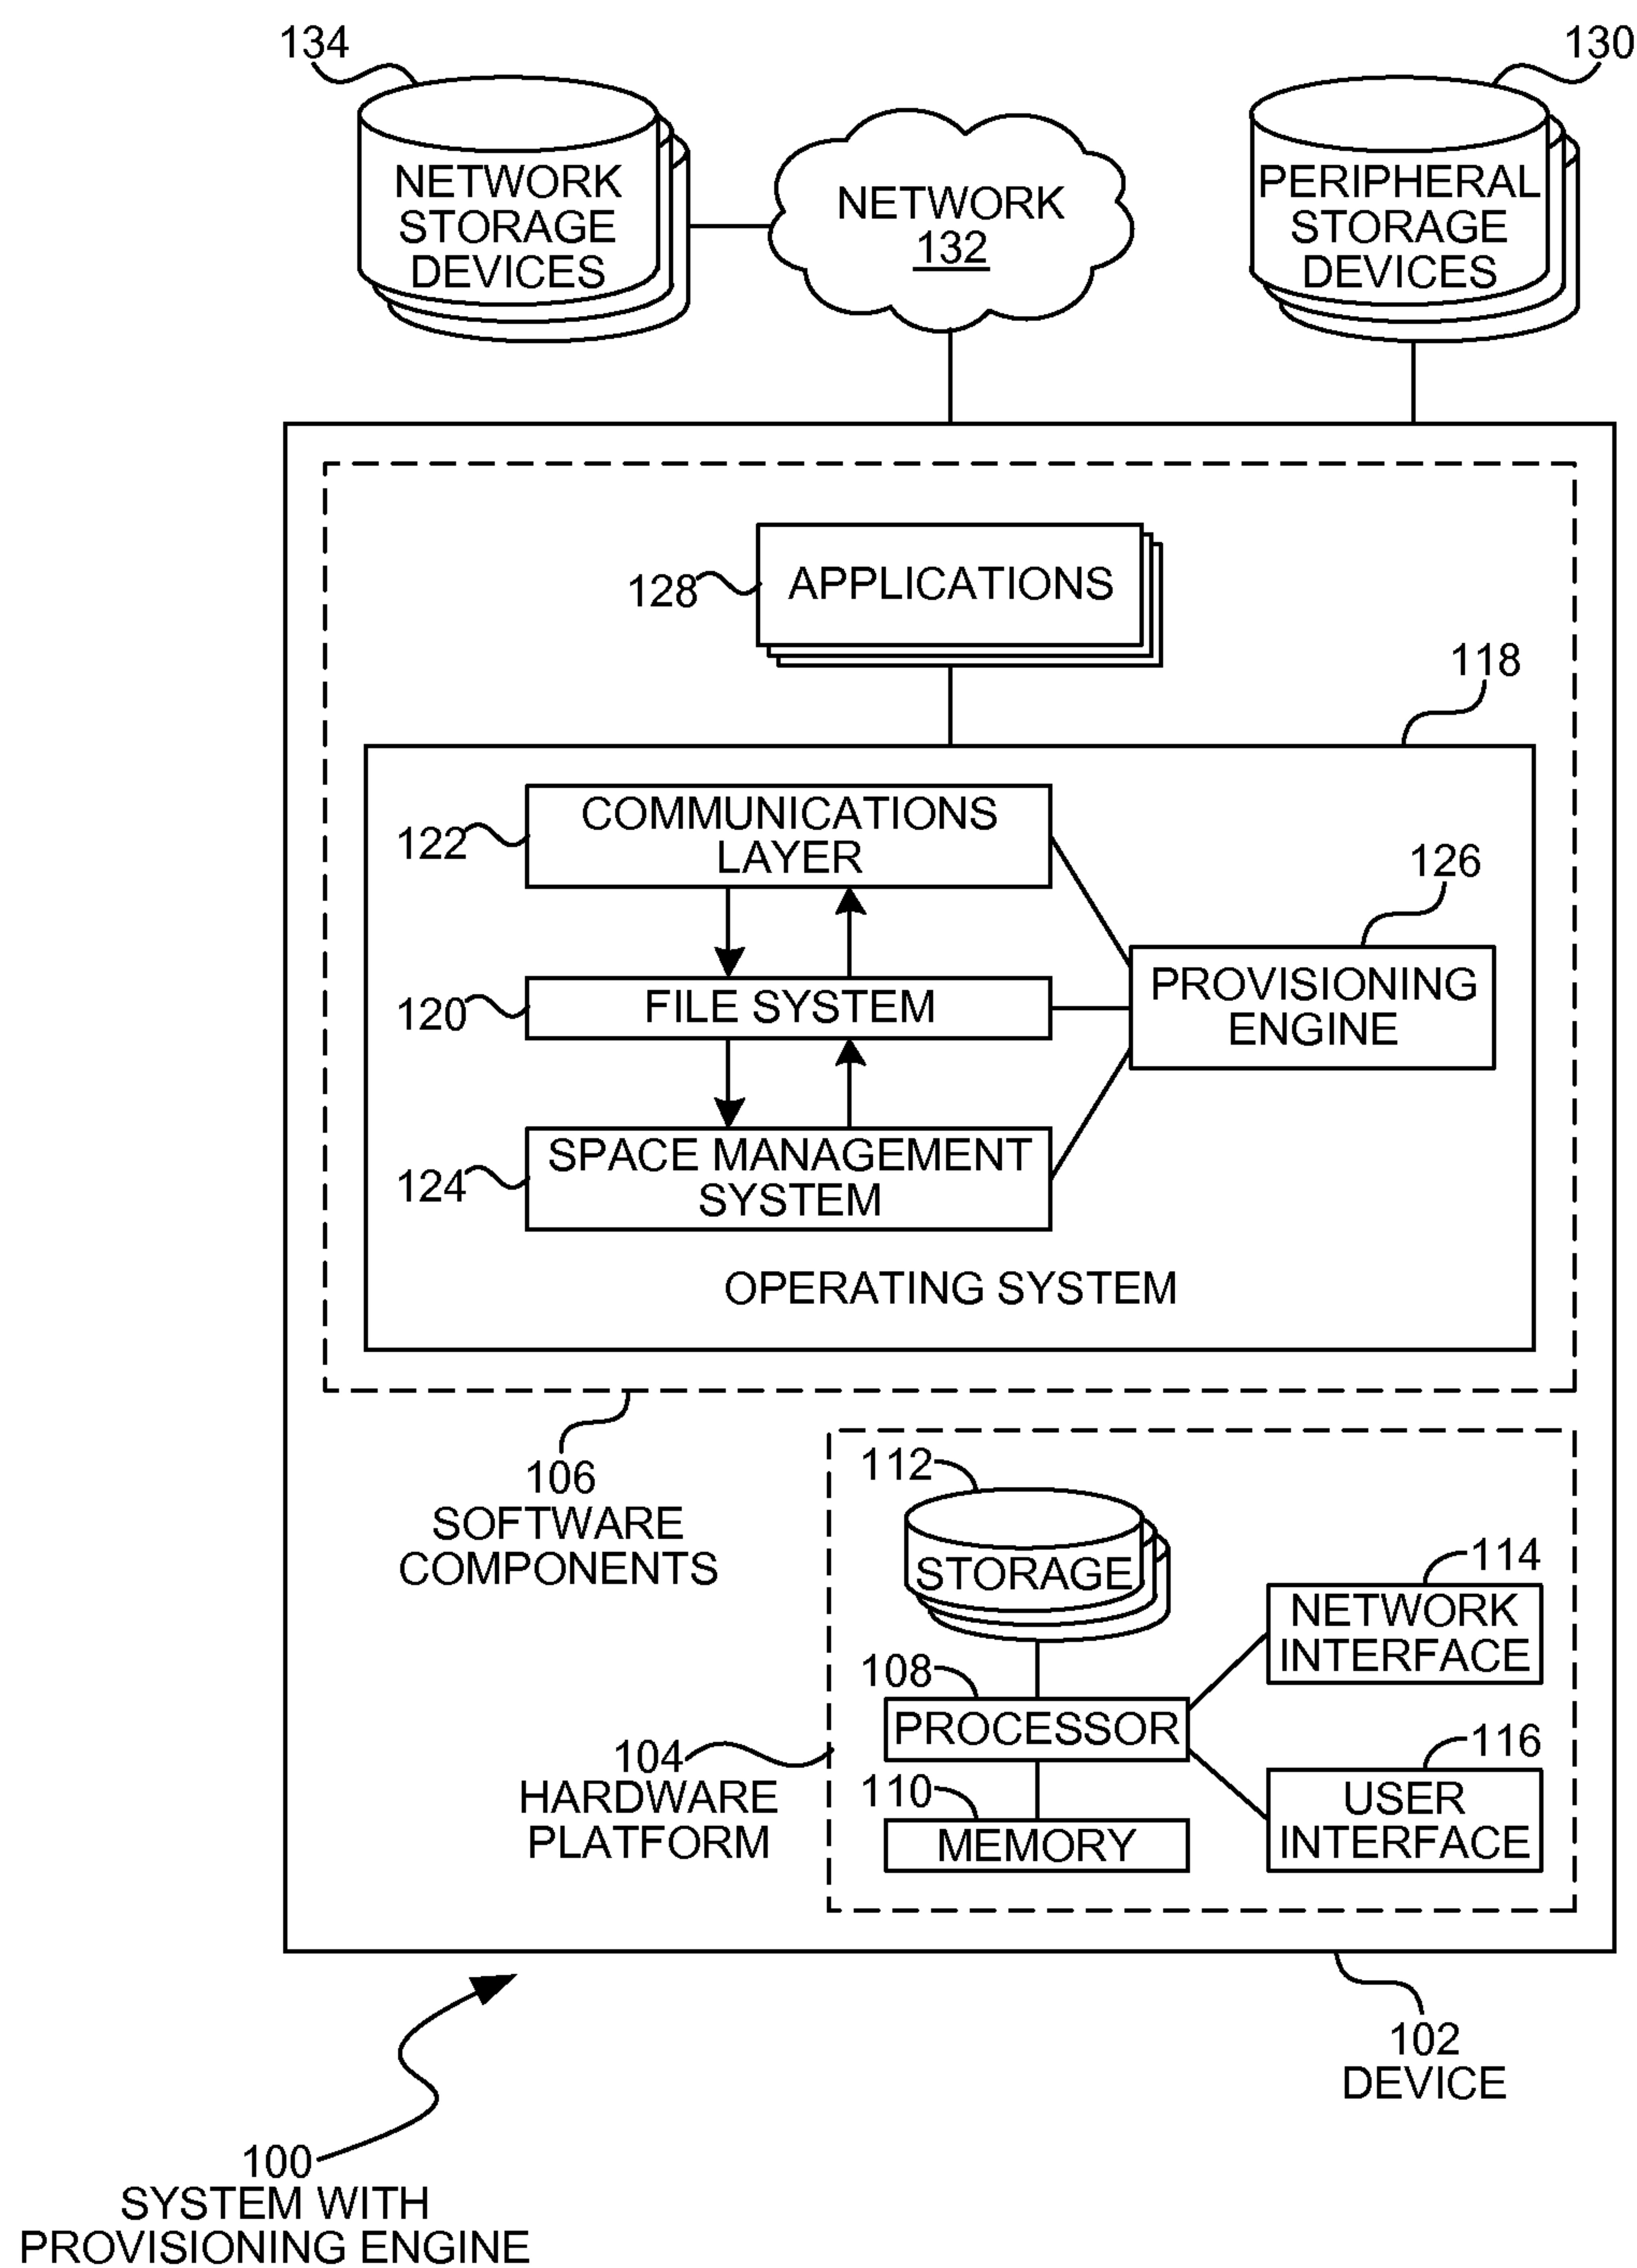 134
130
NETWORK
STORAGE
DEVICES
NETWORK
132
PERIPHERAL
STORAGE
DEVICES
128
APPLICATIONS
118
122
COMMUNICATIONS
LAYER
126
120
FILE SYSTEM
PROVISIONING
ENGINE
124
SPACE MANAGEMENT
SYSTEM
OPERATING SYSTEM
106
SOFTWARE
COMPONENTS
112
STORAGE
114
NETWORK
INTERFACE
108
PROCESSOR
104
HARDWARE
PLATFORM
110
MEMORY
116
USER
INTERFACE
102
DEVICE
100
SYSTEM WITH
PROVISIONING ENGINE